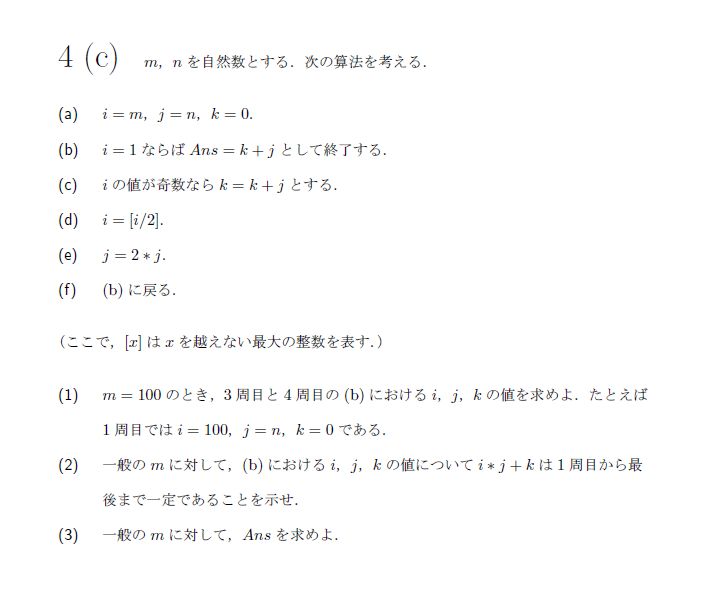 4 (c) m, n を自然数とする. 次の算法を考える.
(a) i = m, j = n, k = 0.
(b) i = 1 ならば Ans = k + j として終了する.
(c) i の値が奇数なら k = k + j とする.
(d) i = [i/2].
(e) j = 2 ∗ j.
(f) (b) に戻る.
(ここで, [x] は x を越えない最大の整数を表す.)
(1) m = 100 のとき, 3 周目と 4 周目の (b) における i, j, k の値を求めよ. たとえば
1 周目では i = 100, j = n, k = 0 である.
(2) 一般の m に対して, (b) における i, j, k の値について i ∗ j + k は 1 周目から最
後まで一定であることを示せ.
(3) 一般の m に対して, Ans を求めよ.